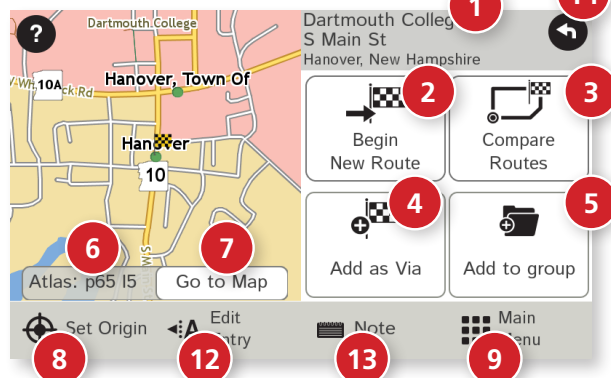 1
?
Dartmouth.College
Dartmouth Colleg
S Main St
Hanover, New Hampshire
10A
Hanover, Town Of
2
3
Begin
New Route
Compare
Routes
10
4
5
6
7
Add as Via
Add to group
Atlas: p65 I5
Go to Map
Set Origin
Edit
ntry
Note
Main
enu
8
12
13
9